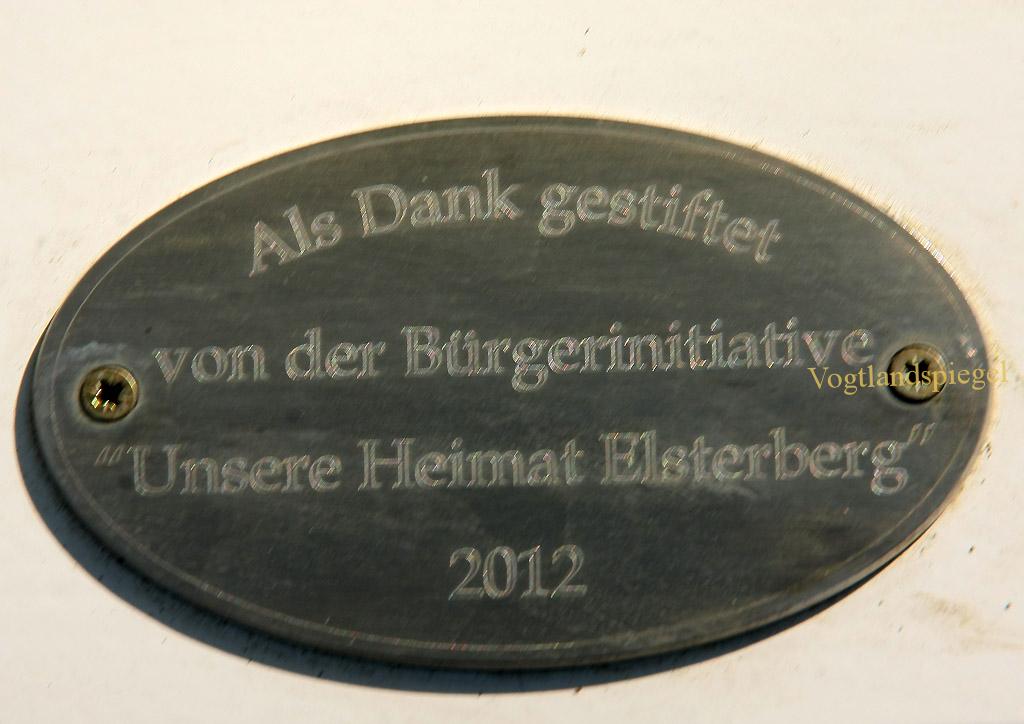 Als Dank gestiftet
von der Bürgerinitiative
Vogtlandspiegel
"Unsere Heimat Elsterberg"
2012